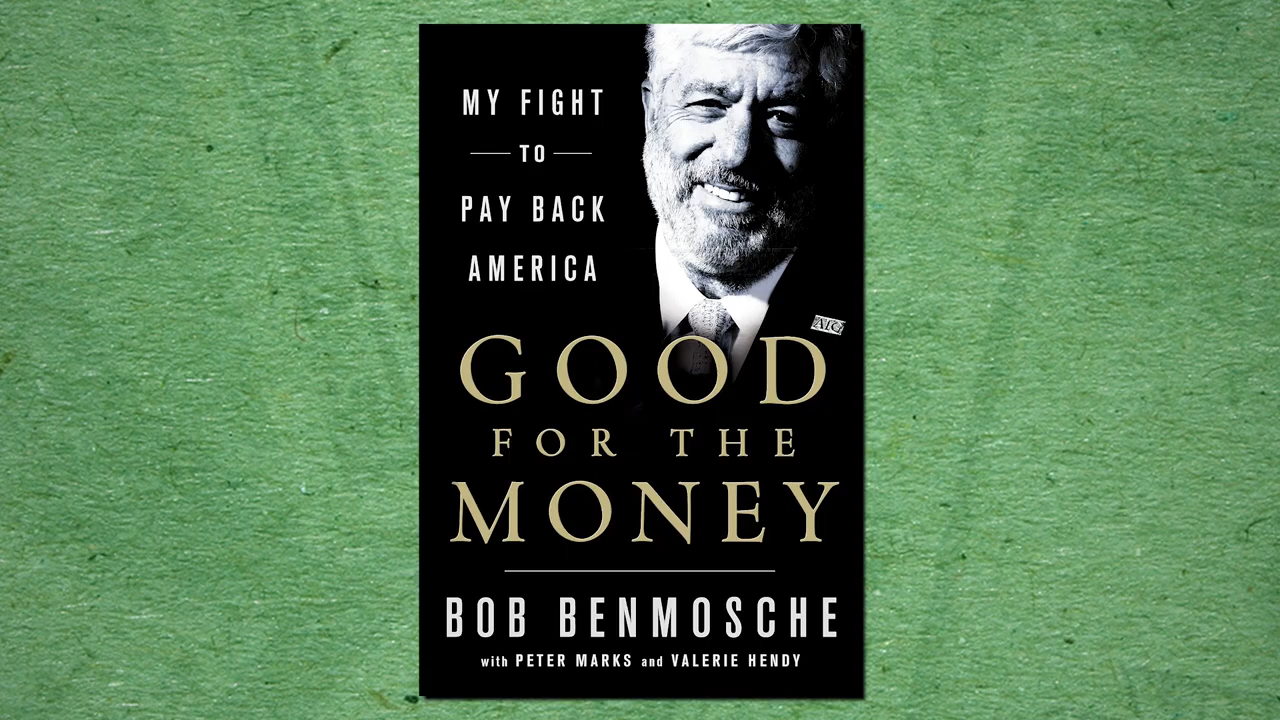 MY FIGHT
TO
PAY BACK
AMERICA
AIG
GOOD
FOR THE
MONEY
BOB BENMOSCHE
with PETER MARKS and VALERIE HENDY